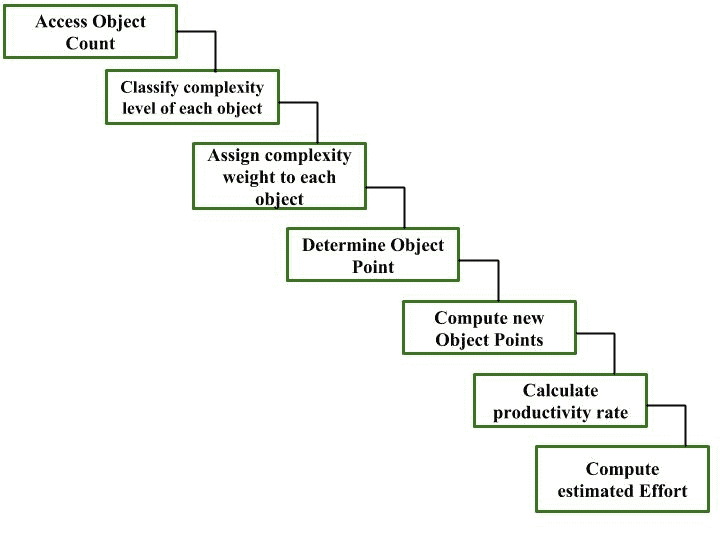 Access Object
Count
Classify complexity
level of each object
Assign complexity
weight to each
object
Determine Object
Point
Compute new
Object Points
Calculate
productivity rate
Compute
estimated Effort